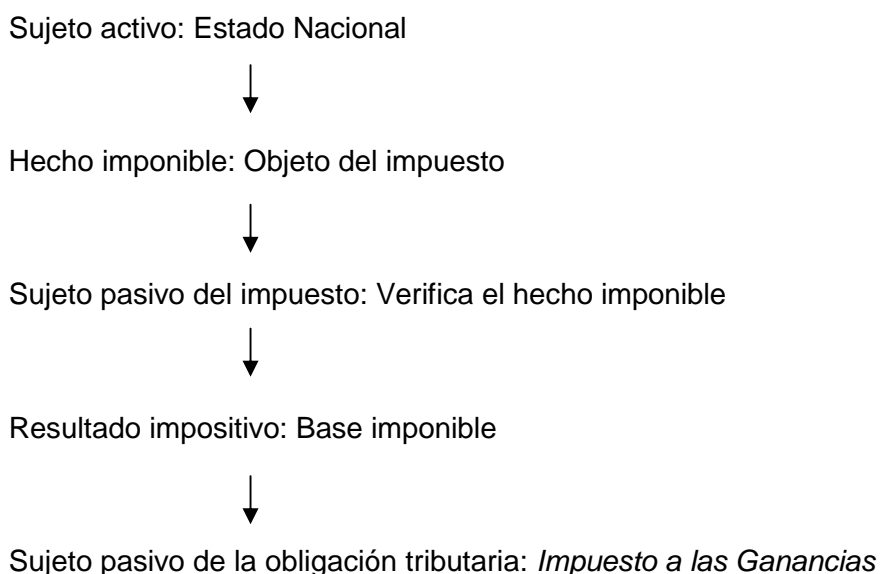 Sujeto activo: Estado Nacional
Hecho imponible: Objeto del impuesto
Sujeto pasivo del impuesto: Verifica el hecho imponible
Resultado impositivo: Base imponible
Sujeto pasivo de la obligación tributaria: Impuesto a las Ganancias